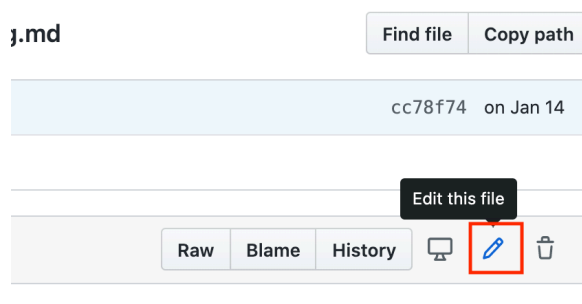 g.md
Find file Copy path
cc78f74 on Jan 14
Edit this file
Raw Blame History